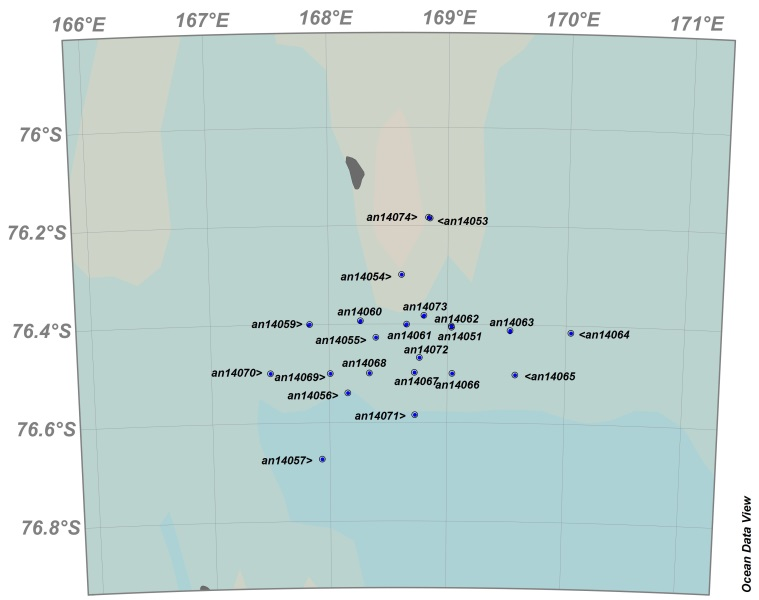 166°E 167°E 168°E 169°E 170°E 171°E
76°S
an14074> <an14053
76.2°S
an14054>
an14073
an14060
an14062
an14063
an14059>
76.4°S
an14061 an14051
<an14064
an14055>
an14072
an14068
an14070> an14069>
an14067
an14066
<an14065
an14056>
an14071>
76.6°S
an14057>
76.8°S
Ocean Data View